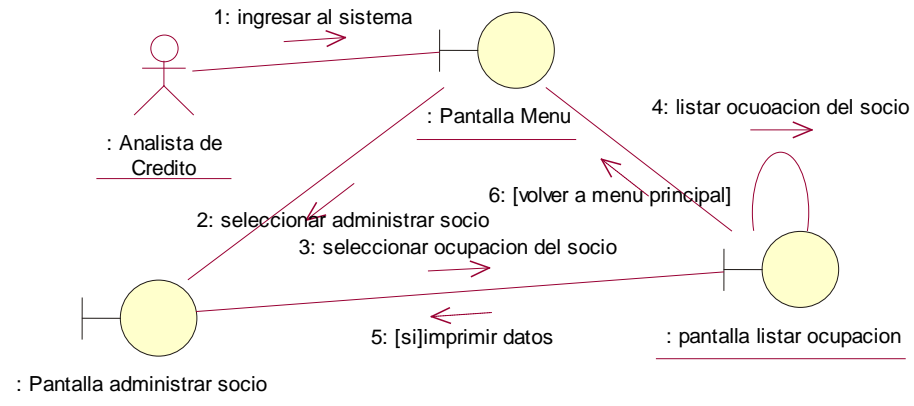 1: ingresar al sistema
: Pantalla Menu
4: listar ocuoacion del socio
: Analista de
Credito
6: [volver a menu principal]
2: seleccionar administrar socio
3: seleccionar ocupacion del socio
5: [si]imprimir datos
: pantalla listar ocupacion
: Pantalla administrar socio